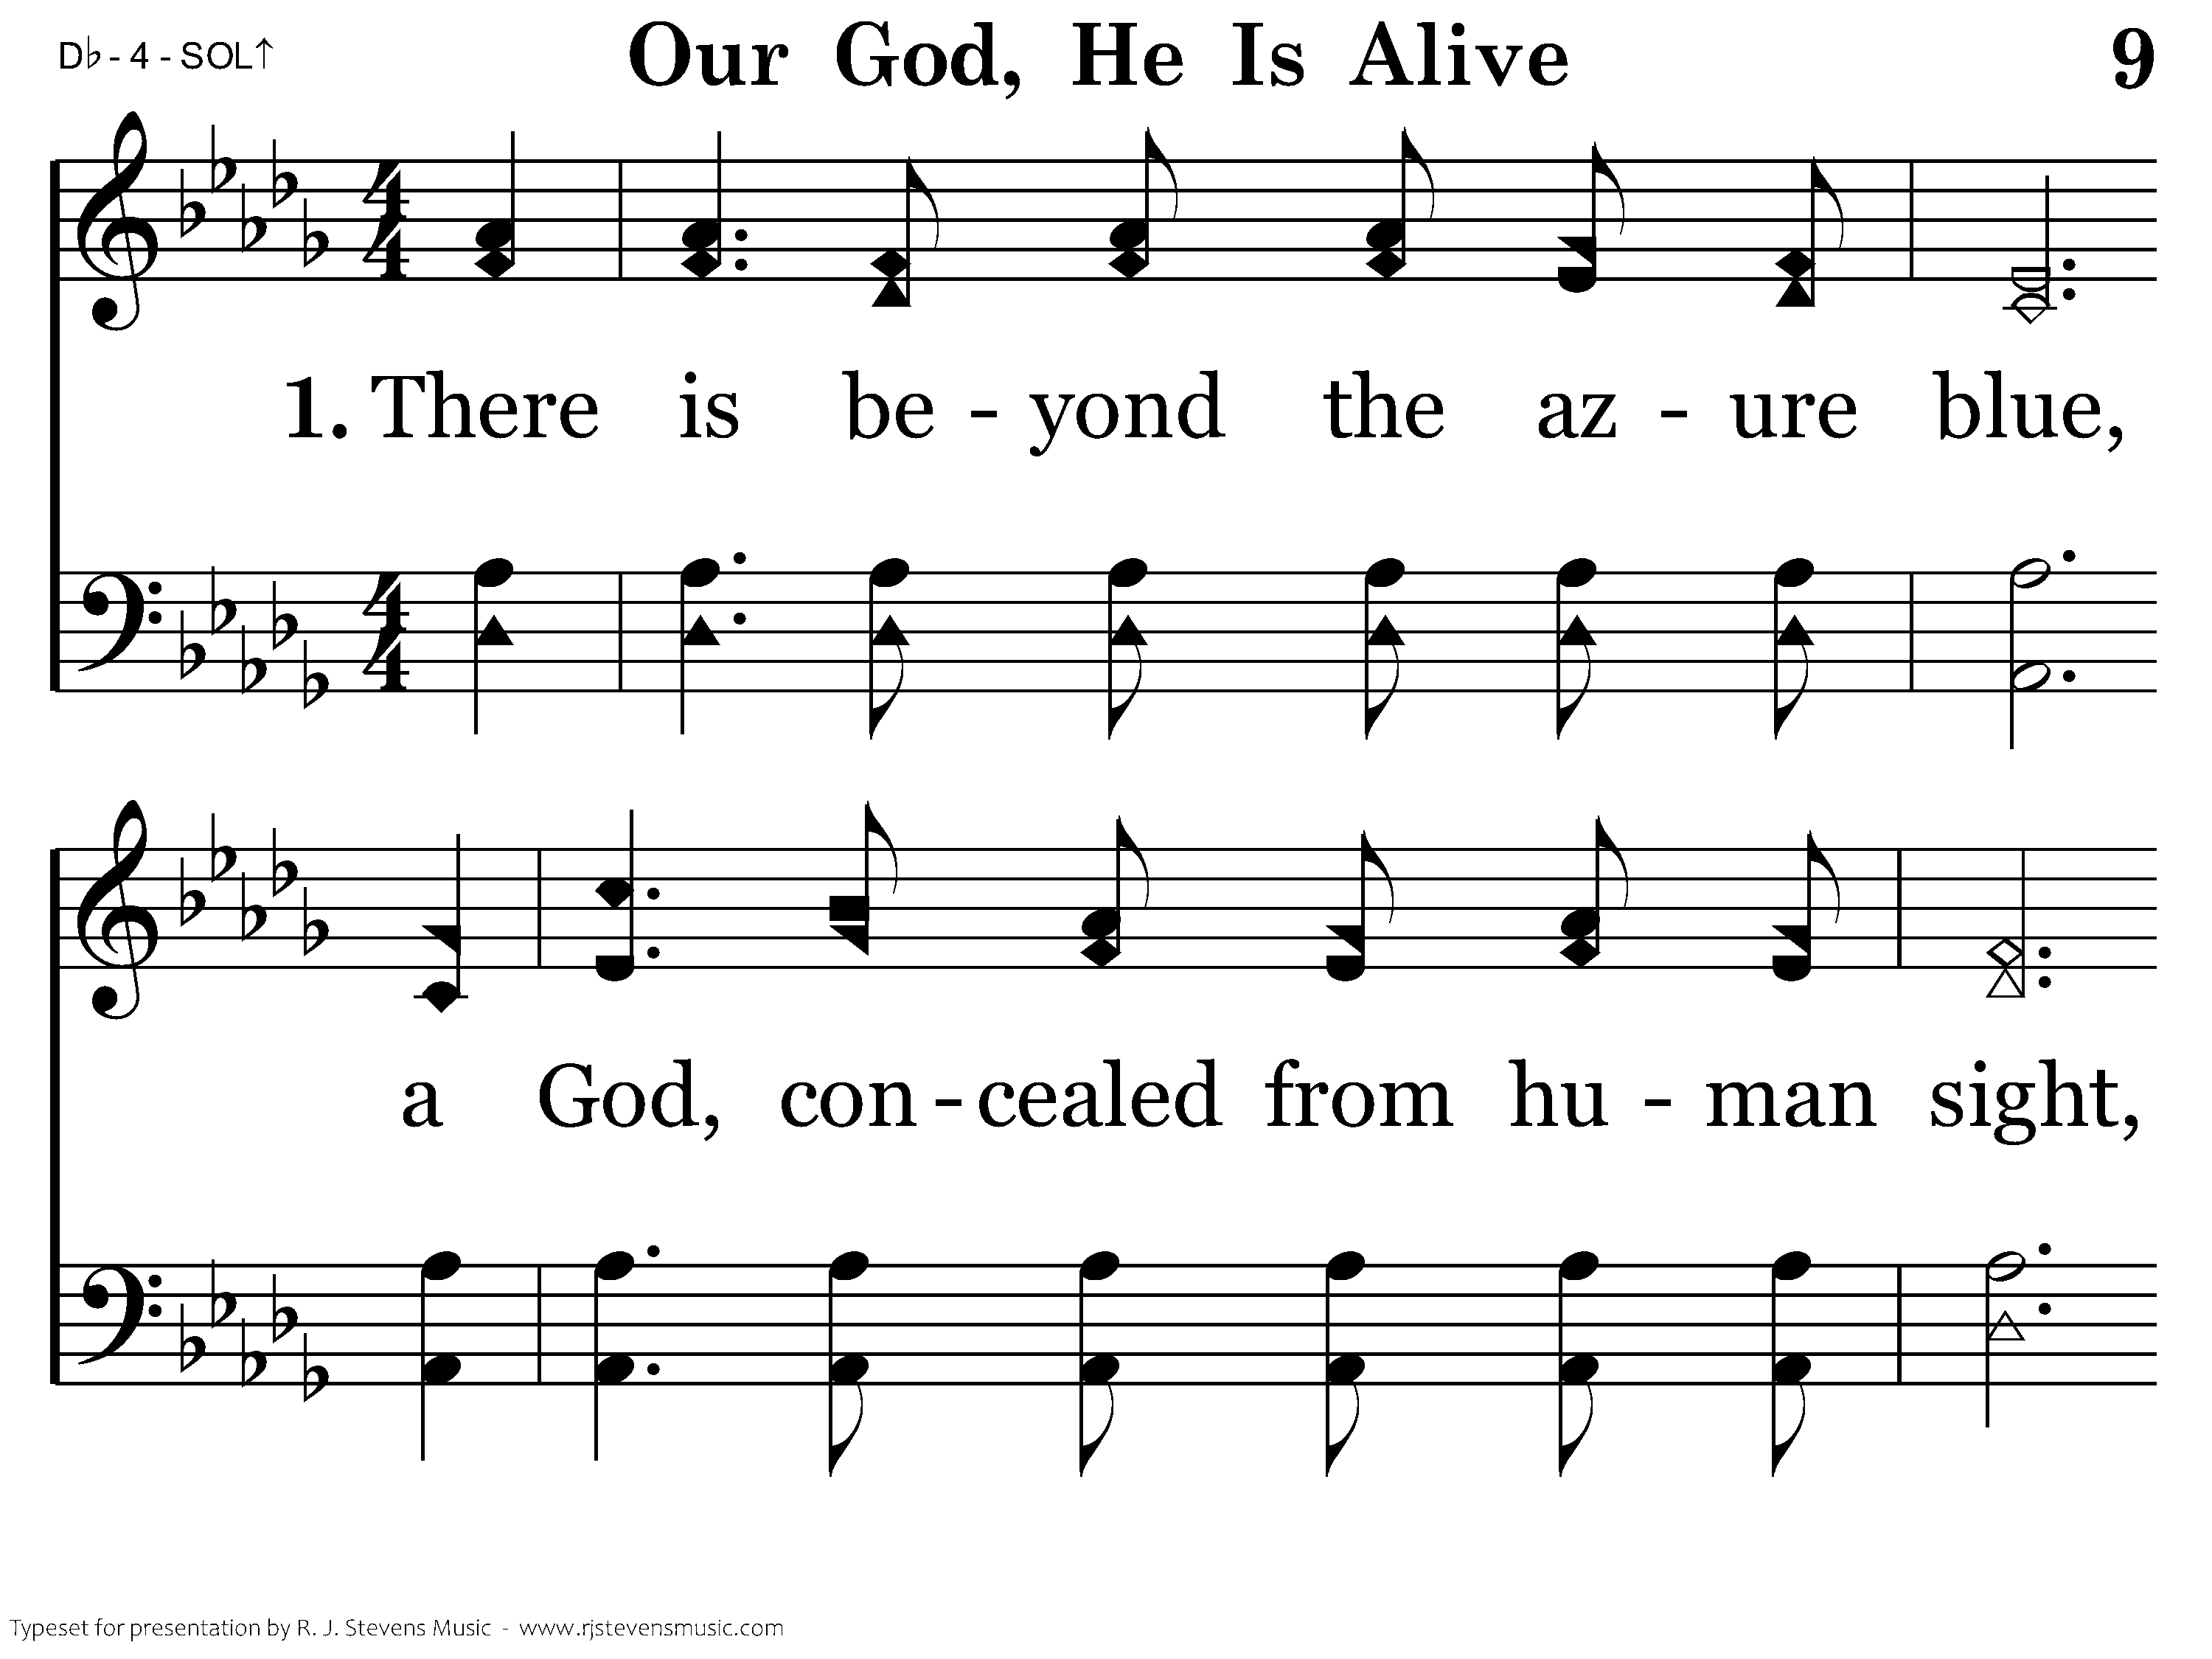 D♭ - 4 - SOL↑ Our God, He Is Alive 9
1. There is be - yond the az - ure blue,
a God, con - cealed from hu - man sight,
Typeset for presentation by R. J. Stevens Music - www.rjstevensmusic.com